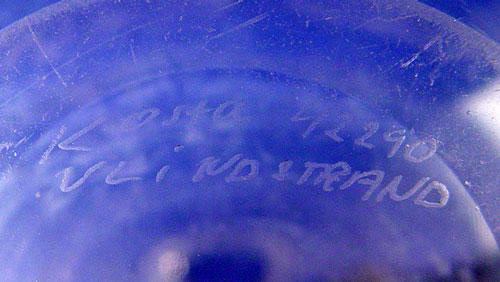 Kosta 42290
V LiNDSTRAND